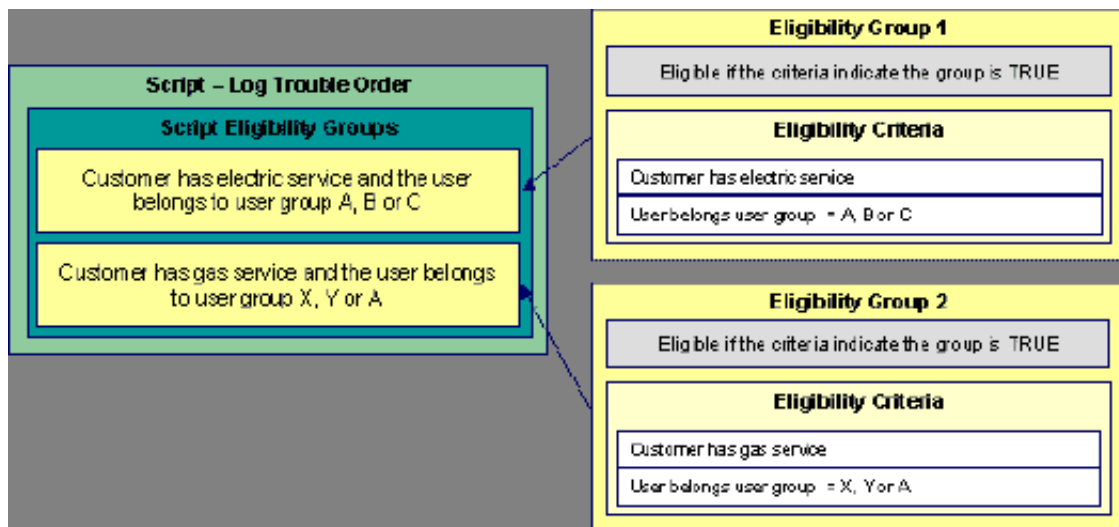 Script – Log Trouble Order
Script Eligibility Groups
Customer has electric service and the user
belongs to user group A, B or C
Customer has gas service and the user belongs
to user group X, Y or A
Eligibility Group 1
Eligible if the criteria indicate the group is TRUE
Eligibility Criteria
Customer has electric service
User belongs user group = A, B or C
Eligibility Group 2
Eligible if the criteria indicate the group is TRUE
Eligibility Criteria
Customer has gas service
User belongs user group = X, Y or A